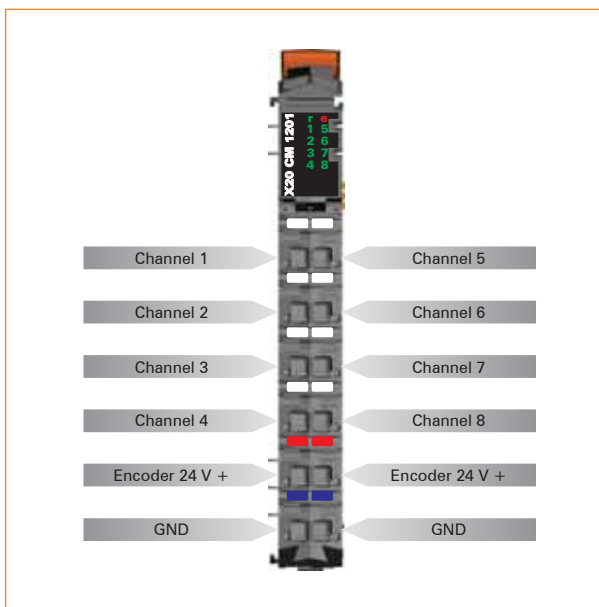 X20 CM 1201
r e
1 5
2 6
3 7
4 8
Channel 1 Channel 5
Channel 2 Channel 6
Channel 3 Channel 7
Channel 4 Channel 8
Encoder 24 V + Encoder 24 V +
GND GND